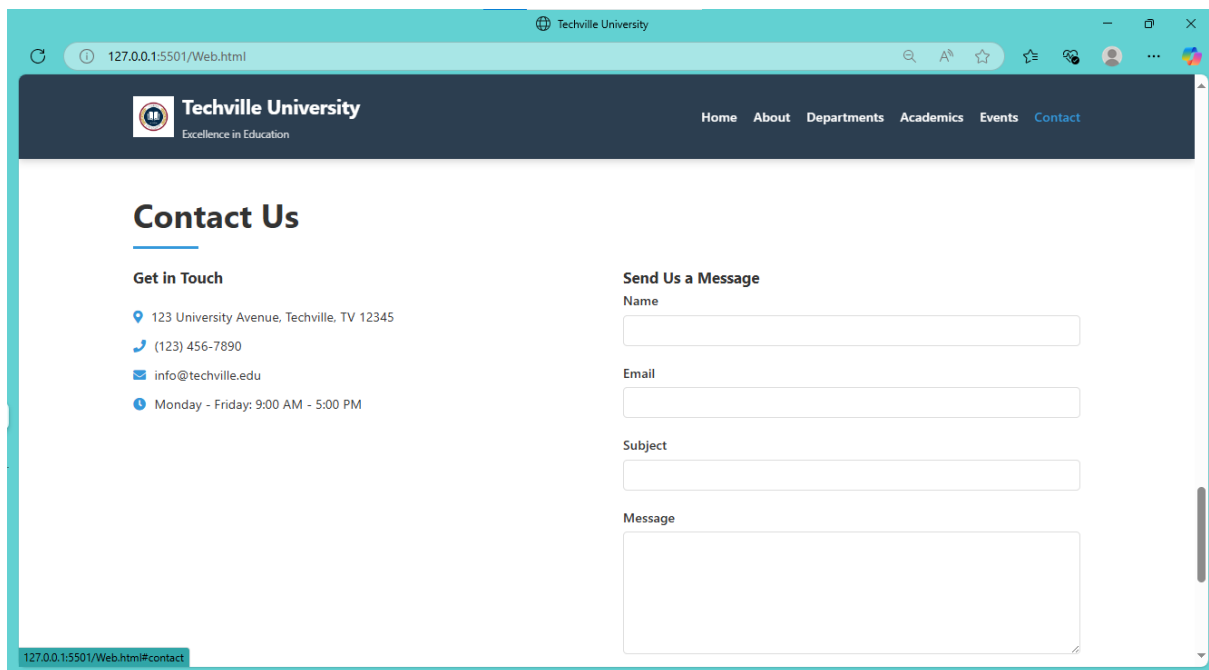 Techville University
127.0.0.1:5501/Web.html
Techville University
Excellence in Education
Home About Departments Academics Events Contact
Contact Us
Get in Touch
123 University Avenue, Techville, TV 12345
(123) 456-7890
info@techville.edu
Monday - Friday: 9:00 AM - 5:00 PM
Send Us a Message
Name
Email
Subject
Message
127.0.0.1:5501/Web.html#contact